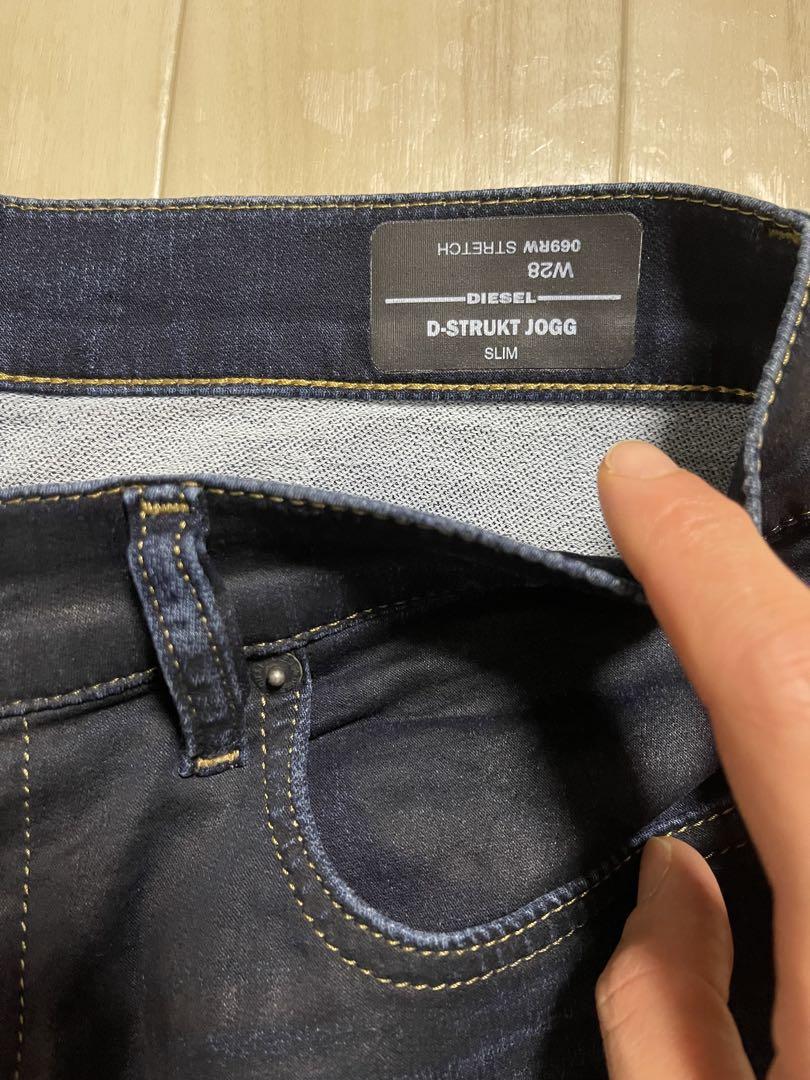 069RW STRETCH
W28
DIESEL
D-STRUKT JOGG
SLIM